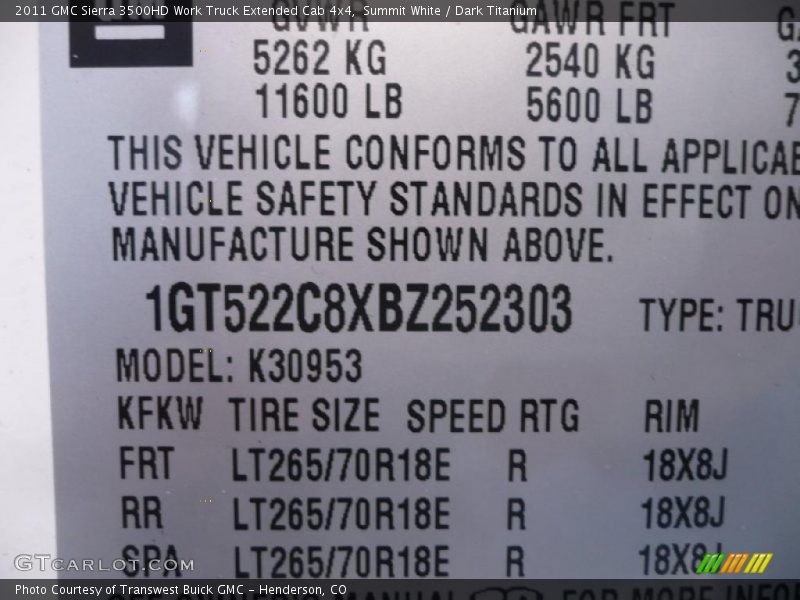 2011 GMC Sierra 3500HD Work Truck Extended Cab 4x4, Summit White / Dark Titanium
GVWR GAWR FRT
5262 KG 2540 KG
11600 LB 5600 LB 7
THIS VEHICLE CONFORMS TO ALL APPLICAB
VEHICLE SAFETY STANDARDS IN EFFECT ON
MANUFACTURE SHOWN ABOVE.
1GT522C8XBZ252303 TYPE: TRU
MODEL: K30953
KFKW TIRE SIZE SPEED RTG RIM
FRT LT265/70R18E R 18X8J
RR LT265/70R18E R 18X8J
SPA LT265/70R18E R 18X8J
GTcarlot.com
Photo Courtesy of Transwest Buick GMC - Henderson, CO